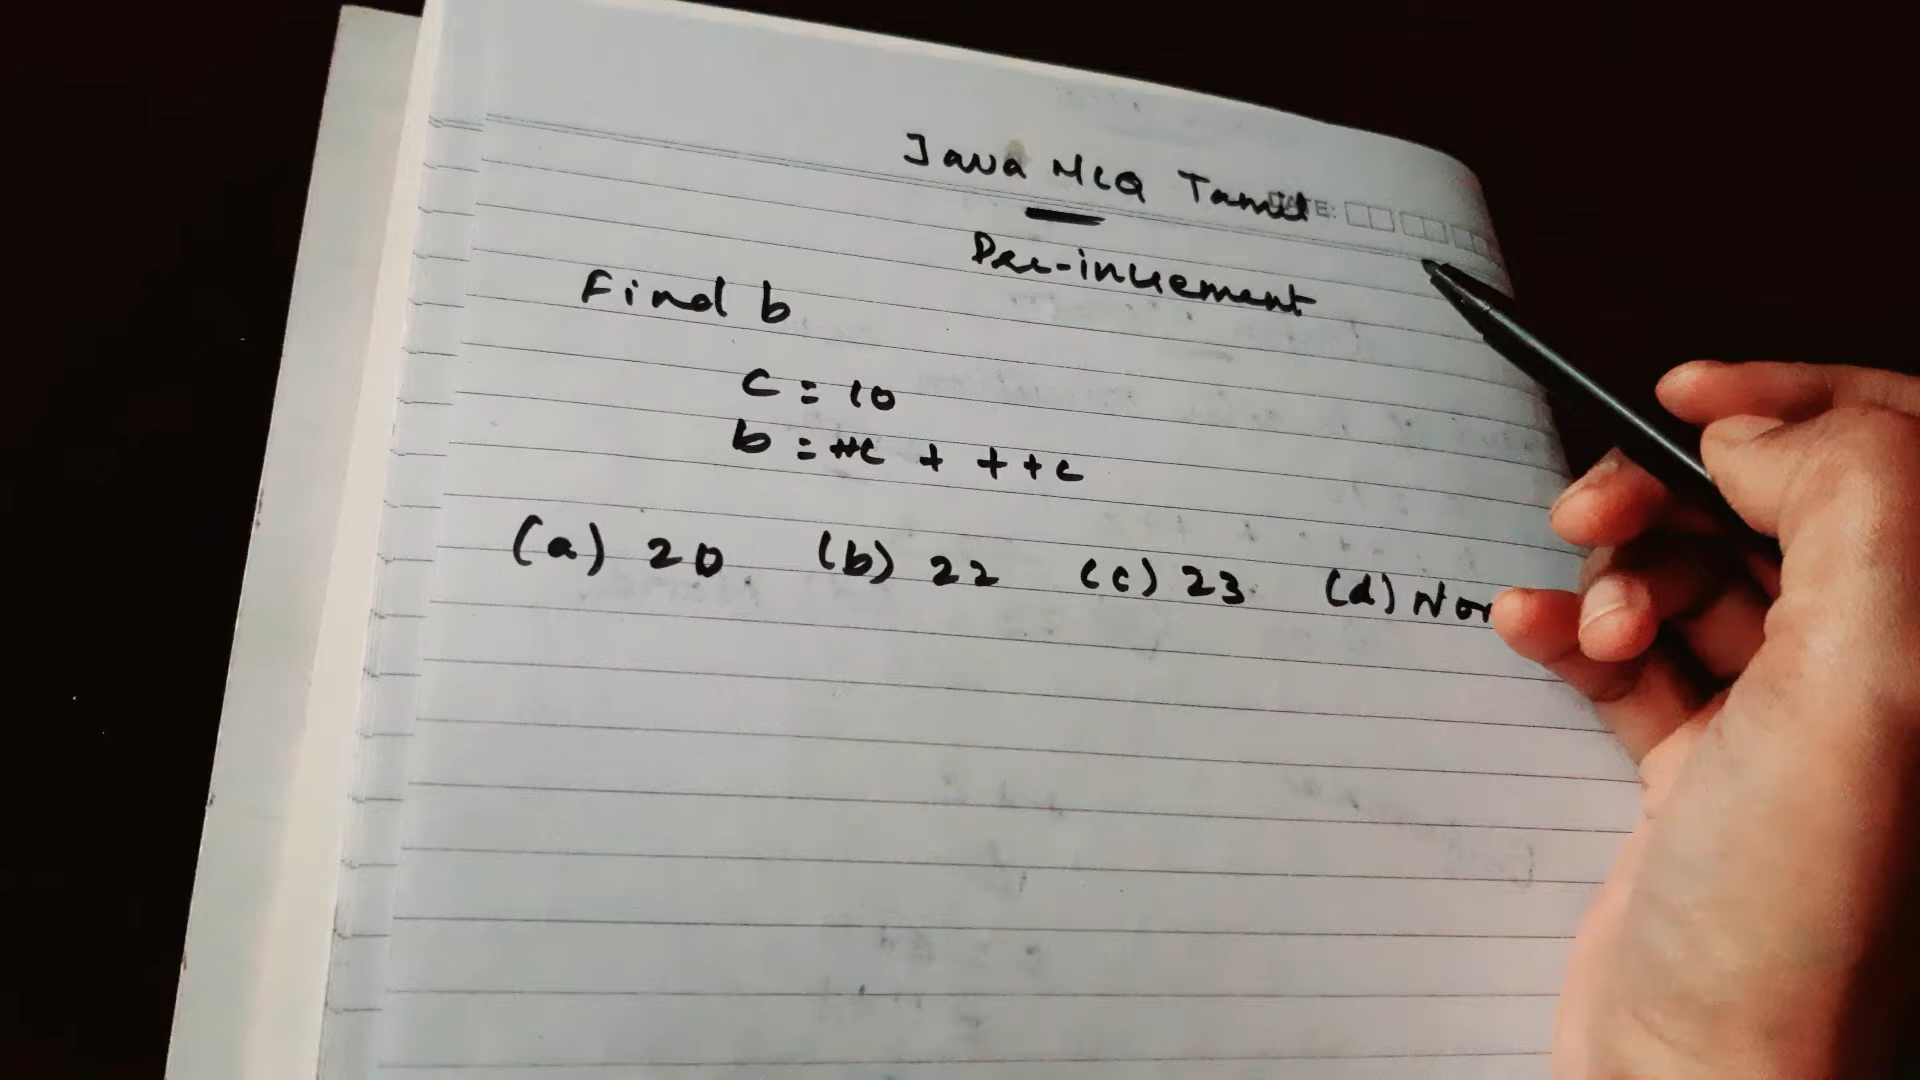 Java MCQ Tamil
DATE:
Pre-increment
Find b
c = 10
b = ++c + ++c
(a) 20 (b) 22 (c) 23 (d) Non